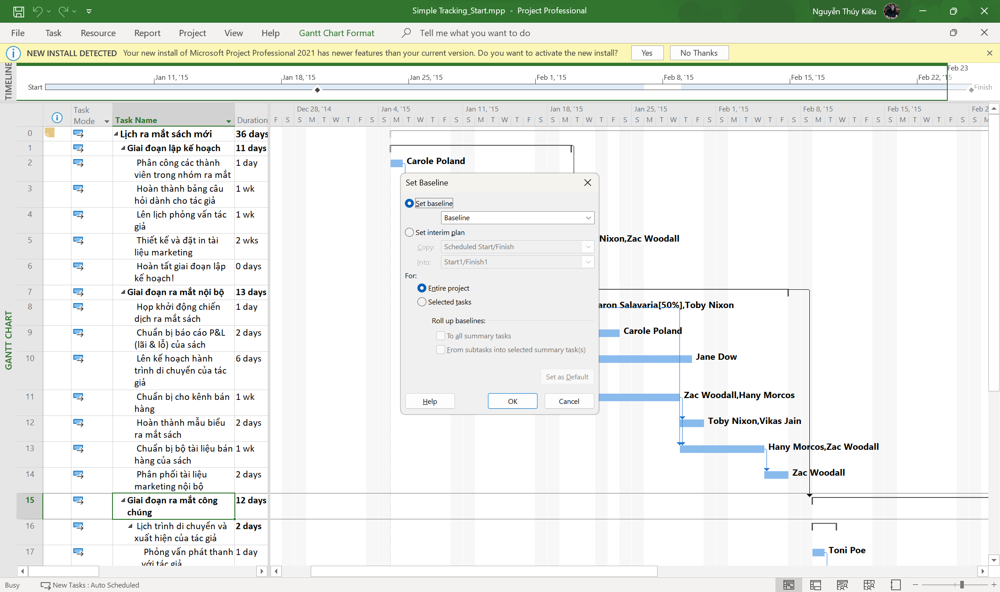 Simple Tracking_Start.mpp - Project Professional
Nguyễn Thúy Kiều
File Task Resource Report Project View Help Gantt Chart Format Tell me what you want to do
NEW INSTALL DETECTED Your new install of Microsoft Project Professional 2021 has newer features than your current version. Do you want to activate the new install? Yes No Thanks
TIMELINE
Feb 23
Jan 11, '15 Jan 18, '15 Jan 25, '15 Feb 1, '15 Feb 8, '15 Feb 15, '15 Feb 22, '15
Start Finish
Task Mode Task Name Duration
Dec 28, '14 Jan 4, '15 Jan 11, '15 Jan 18, '15 Jan 25, '15 Feb 1, '15 Feb 8, '15 Feb 15, '15 Feb 2
F S S M T W T F S S M T W T F S S M T W T F S S M T W T F S S M T W T F S S M T W T F S S M T W T F S S M T W T F S S M
GANTT CHART
0 Lịch ra mắt sách mới 36 days
1 Giai đoạn lập kế hoạch 11 days
2 Phân công các thành 1 day
viên trong nhóm ra mắt
3 Hoàn thành bảng câu 1 wk
hỏi dành cho tác giả
4 Lên lịch phỏng vấn tác 1 wk
giả
5 Thiết kế và đặt in tài 2 wks
liệu marketing
6 Hoàn tất giai đoạn lập 0 days
kế hoạch!
7 Giai đoạn ra mắt nội bộ 13 days
8 Họp khởi động chiến 1 day
dịch ra mắt sách
9 Chuẩn bị báo cáo P&L 2 days
(lãi & lỗ) của sách
10 Lên kế hoạch hành 6 days
trình di chuyển của tác
giả
11 Chuẩn bị cho kênh bán 1 wk
hàng
12 Hoàn thành mẫu biểu 2 days
ra mắt sách
13 Chuẩn bị bộ tài liệu bán 1 wk
hàng của sách
14 Phân phối tài liệu 2 days
marketing nội bộ
15 Giai đoạn ra mắt công 12 days
chúng
16 Lịch trình di chuyển và 2 days
xuất hiện của tác giả
17 Phỏng vấn phát thanh 1 day
với tác giả
Carole Poland
Nixon,Zac Woodall
aron Salavaria[50%],Toby Nixon
Carole Poland
Jane Dow
Zac Woodall,Hany Morcos
Toby Nixon,Vikas Jain
Hany Morcos,Zac Woodall
Zac Woodall
Toni Poe
Set Baseline
Set baseline
Baseline
Set interim plan
Copy: Scheduled Start/Finish
Into: Start1/Finish1
For:
Entire project
Selected tasks
Roll up baselines:
To all summary tasks
From subtasks into selected summary task(s)
Set as Default
Help OK Cancel
Busy New Tasks : Auto Scheduled